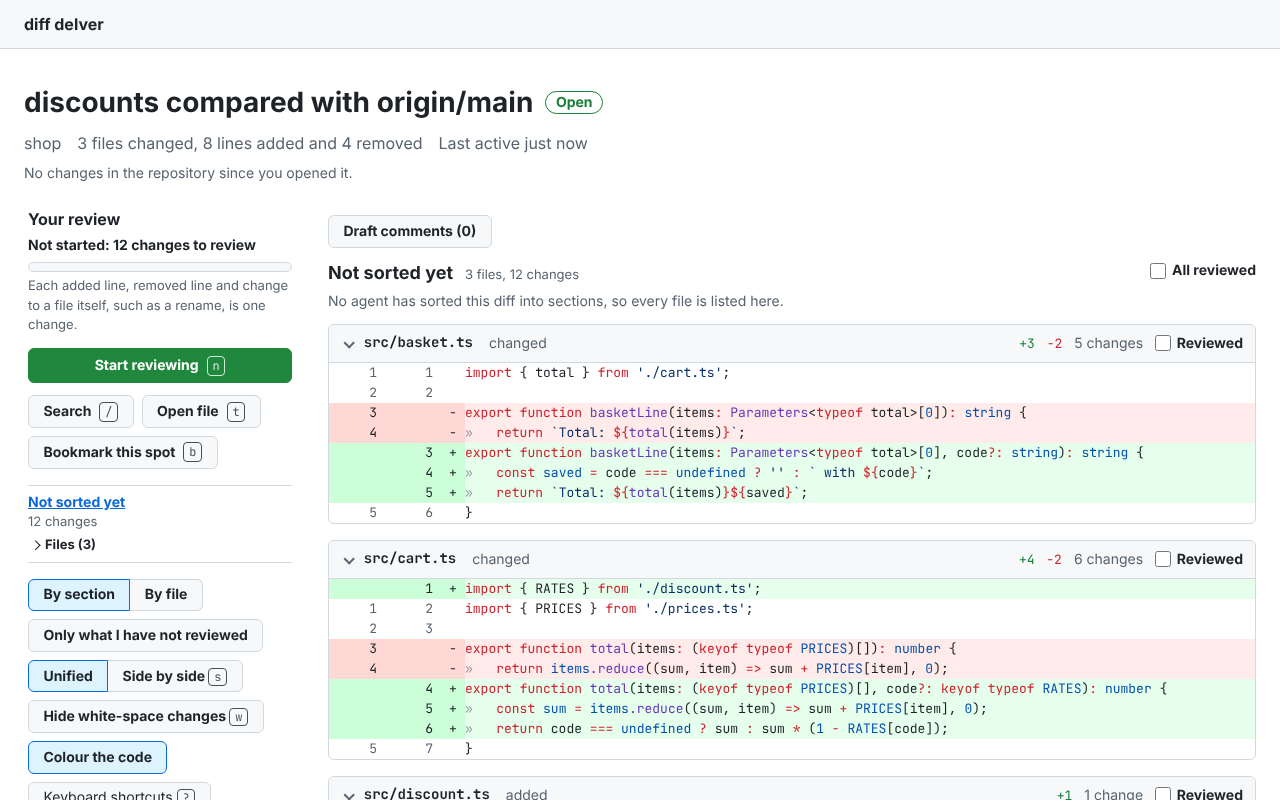 diff delver
discounts compared with origin/main Open
shop 3 files changed, 8 lines added and 4 removed Last active just now
No changes in the repository since you opened it.
Your review
Not started: 12 changes to review
Each added line, removed line and change
to a file itself, such as a rename, is one
change.
Start reviewing n
Search / Open file t
Bookmark this spot b
Not sorted yet
12 changes
Files (3)
By section By file
Only what I have not reviewed
Unified Side by side s
Hide white-space changes w
Colour the code
Keyboard shortcuts ?
Draft comments (0)
Not sorted yet 3 files, 12 changes All reviewed
No agent has sorted this diff into sections, so every file is listed here.
src/basket.ts changed +3 -2 5 changes Reviewed
1 1 import { total } from './cart.ts';
2 2
3 - export function basketLine(items: Parameters<typeof total>[0]): string {
4 - » return `Total: ${total(items)}`;
3 + export function basketLine(items: Parameters<typeof total>[0], code?: string): string {
4 + » const saved = code === undefined ? '' : ` with ${code}`;
5 + » return `Total: ${total(items)}${saved}`;
5 6 }
src/cart.ts changed +4 -2 6 changes Reviewed
1 + import { RATES } from './discount.ts';
1 2 import { PRICES } from './prices.ts';
2 3
3 - export function total(items: (keyof typeof PRICES)[]): number {
4 - » return items.reduce((sum, item) => sum + PRICES[item], 0);
4 + export function total(items: (keyof typeof PRICES)[], code?: keyof typeof RATES): number {
5 + » const sum = items.reduce((sum, item) => sum + PRICES[item], 0);
6 + » return code === undefined ? sum : sum * (1 - RATES[code]);
5 7 }
src/discount.ts added +1 1 change Reviewed